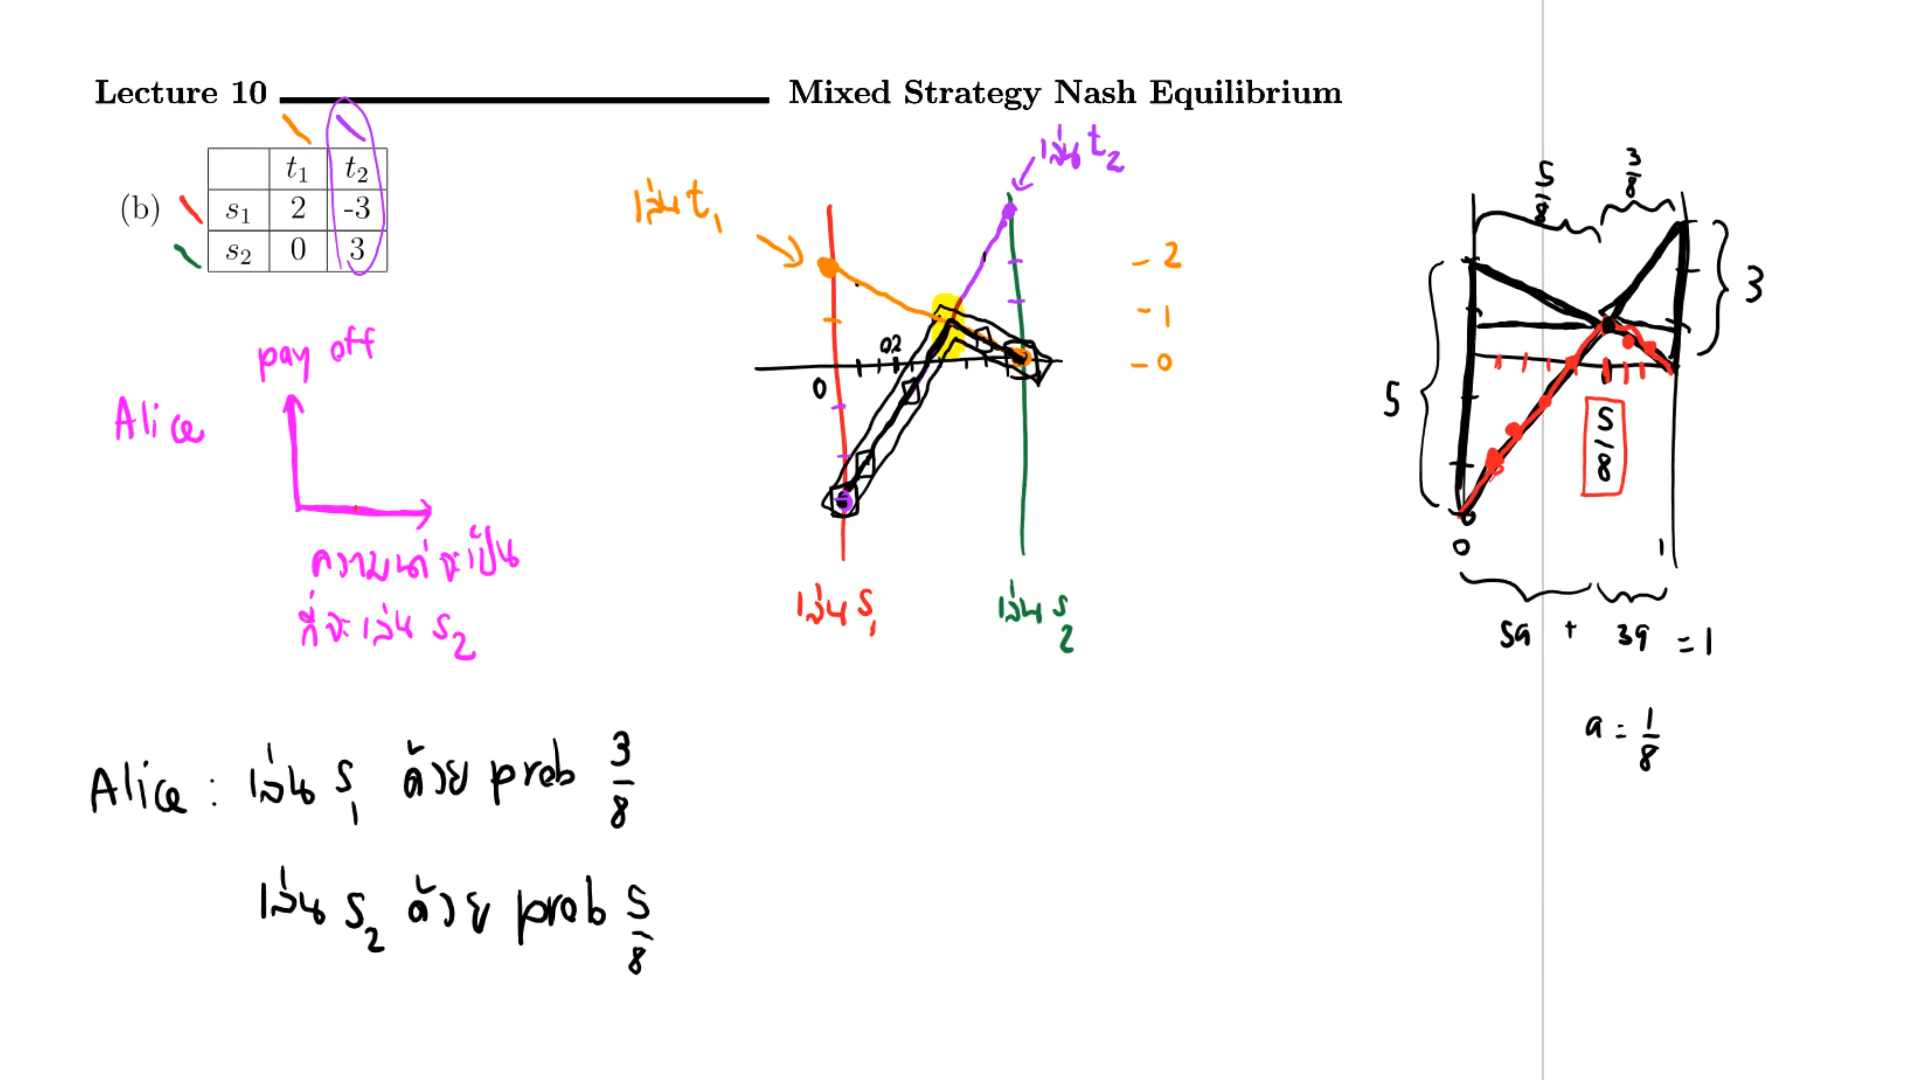 Lecture 10 Mixed Strategy Nash Equilibrium
(b)
t1 t2
s1 2 -3
s2 0 3
pay off
Alice
ความน่าจะเป็น
ที่จะเล่น S2
เล่น t1
เล่น t2
- 2
- 1
- 0
0.2
0
เล่น S1
เล่น S2
5/8
3/8
5
3
5/8
0
1
5a + 3a = 1
a = 1/8
Alice : เล่น S1 ด้วย prob 3/8
เล่น S2 ด้วย prob 5/8